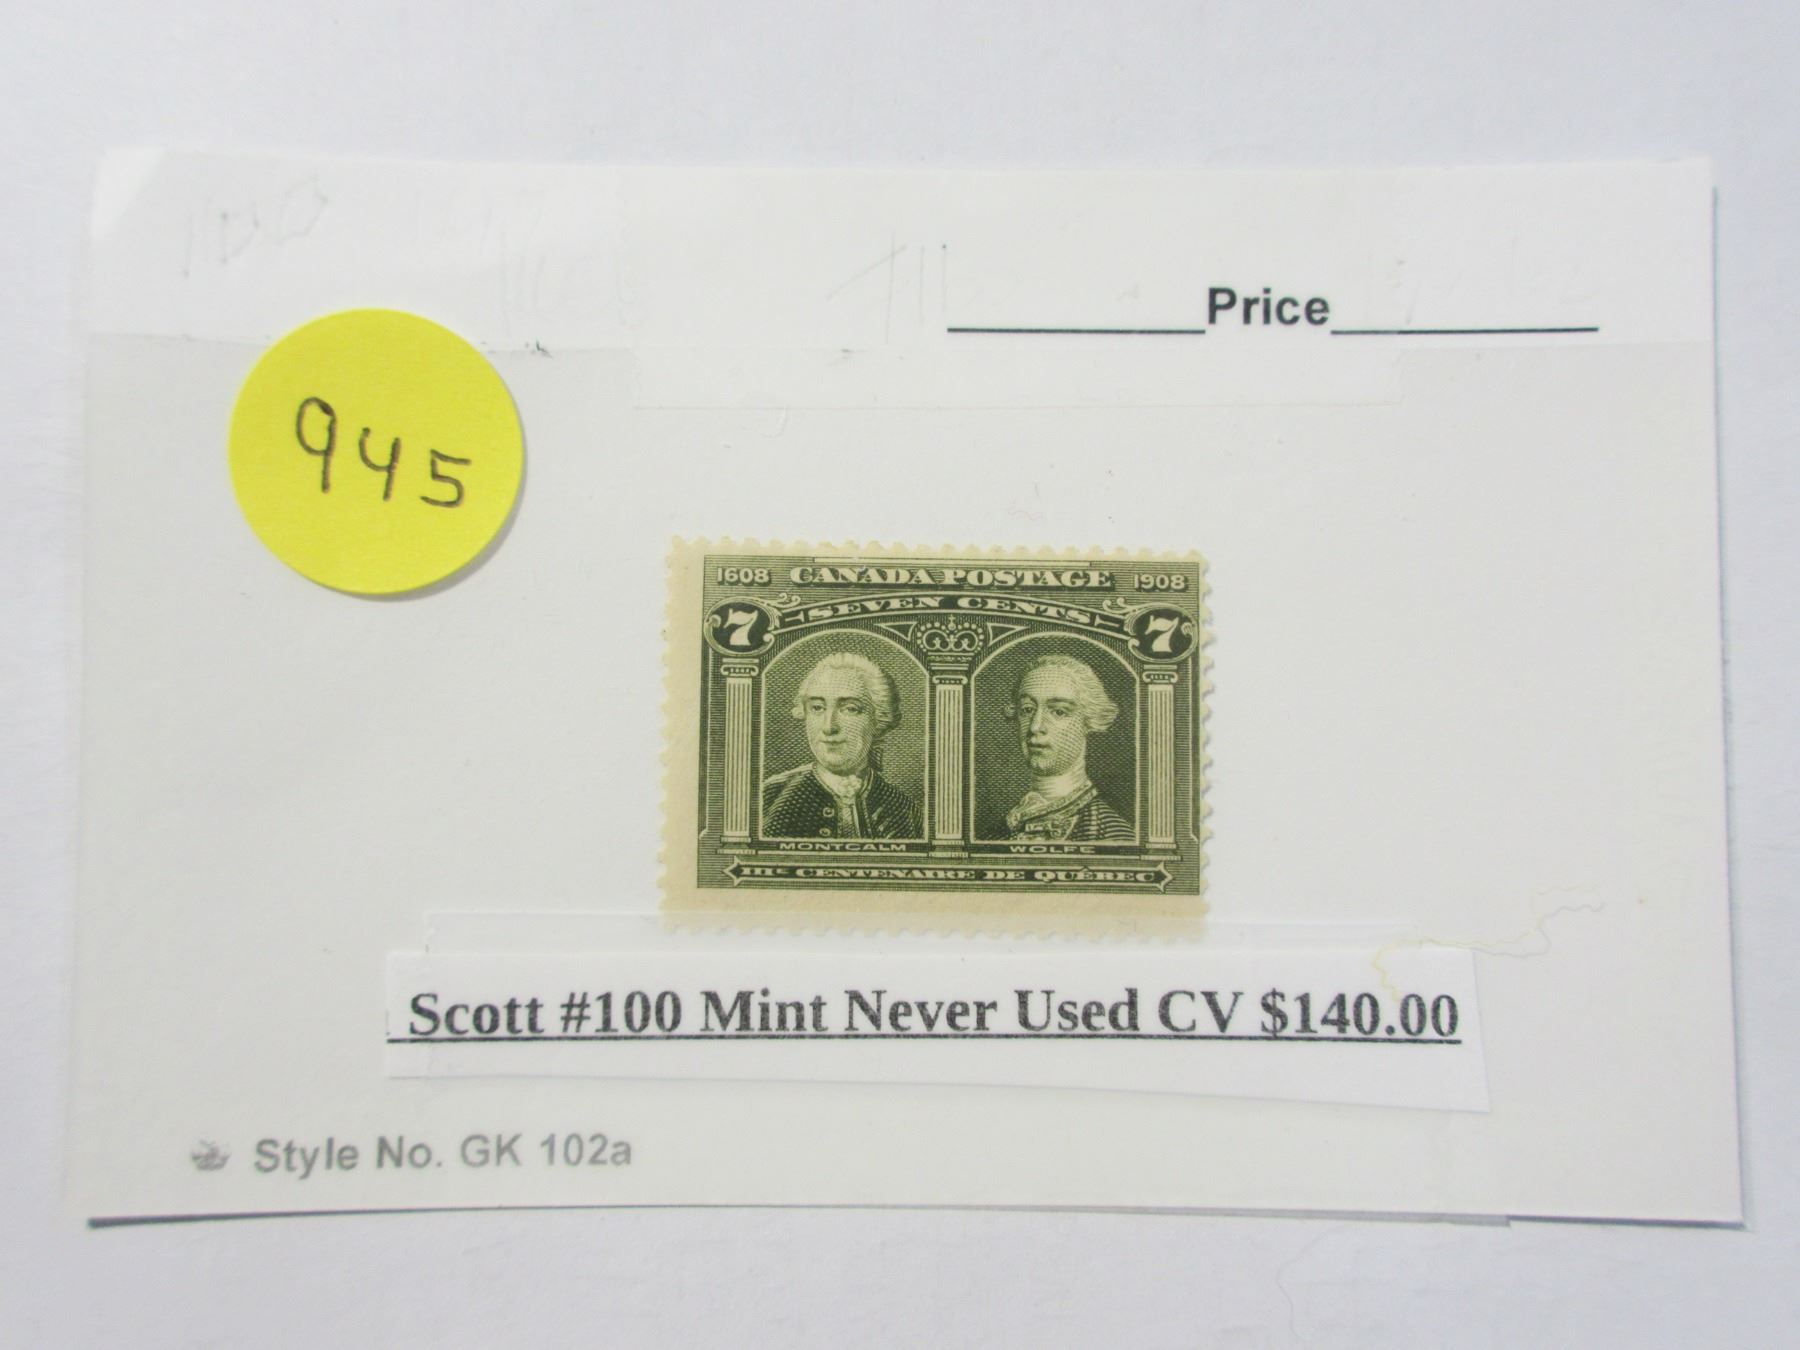 Price
945
1608 CANADA POSTAGE 1908
7 SEVEN CENTS 7
MONTCALM WOLFE
IIIE CENTENAIRE DE QUÉBEC
Scott #100 Mint Never Used CV $140.00
Style No. GK 102a